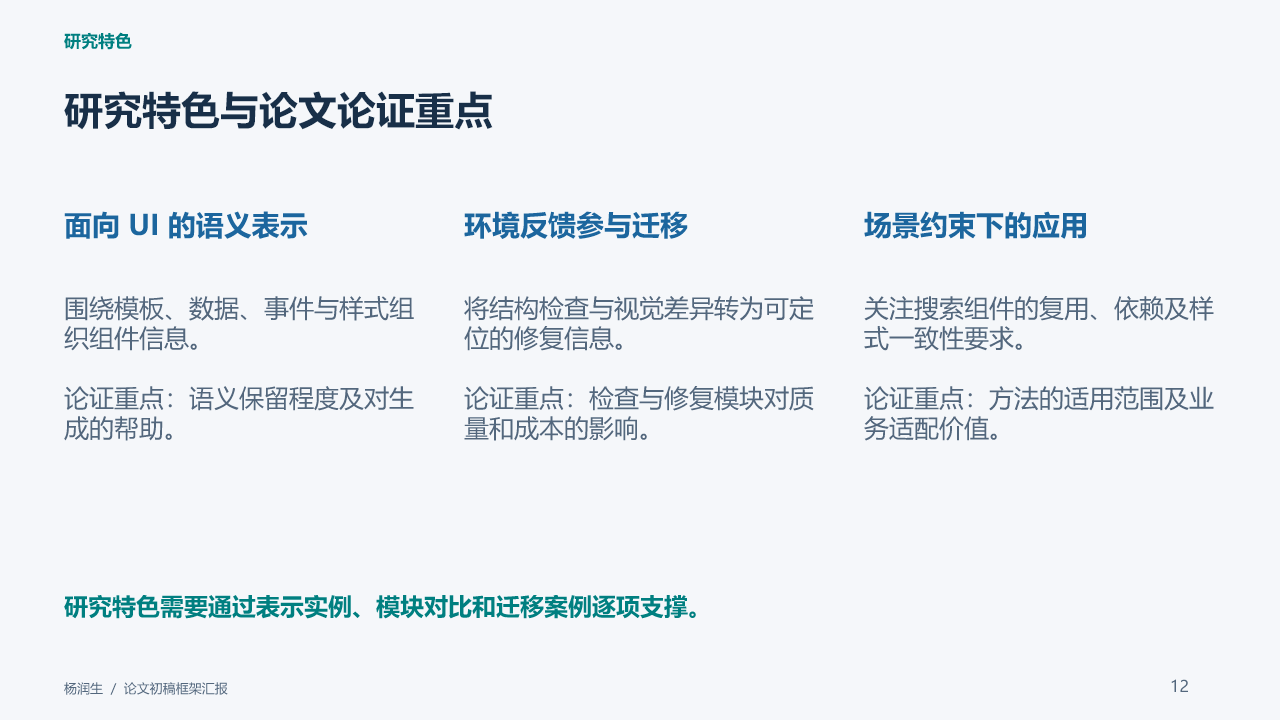 研究特色
研究特色与论文论证重点
面向 UI 的语义表示
围绕模板、数据、事件与样式组
织组件信息。
论证重点：语义保留程度及对生
成的帮助。
环境反馈参与迁移
将结构检查与视觉差异转为可定
位的修复信息。
论证重点：检查与修复模块对质
量和成本的影响。
场景约束下的应用
关注搜索组件的复用、依赖及样
式一致性要求。
论证重点：方法的适用范围及业
务适配价值。
研究特色需要通过表示实例、模块对比和迁移案例逐项支撑。
杨润生 / 论文初稿框架汇报
12